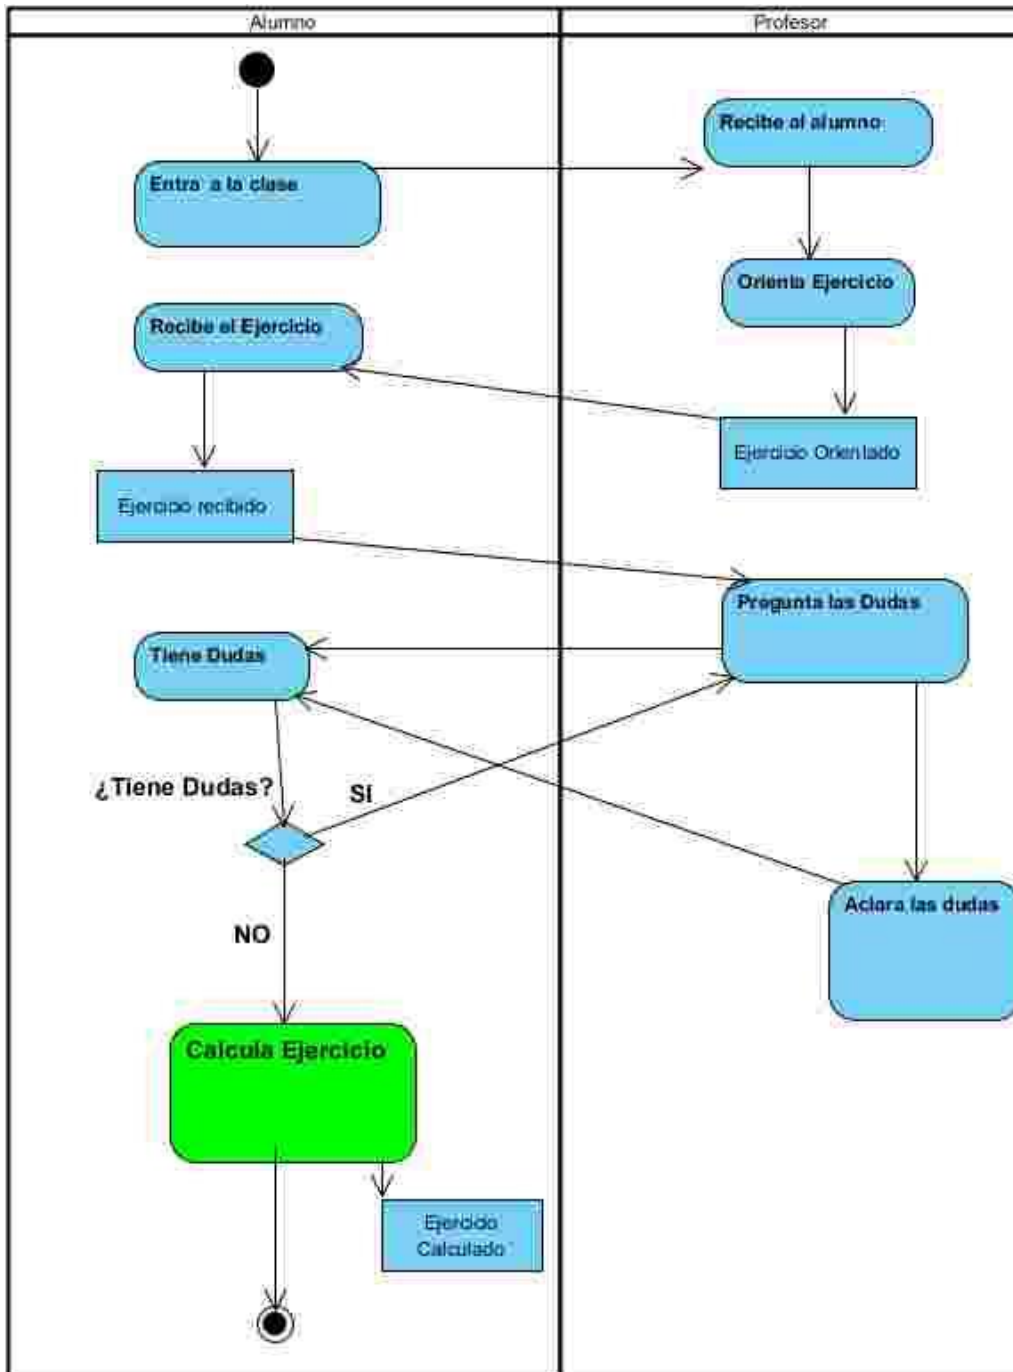 Alumno
Profesor
Recibe al alumno
Entra a la clase
Orienta Ejercicio
Recibe el Ejercicio
Ejercicio Orientado
Ejercicio recibido
Pregunta las Dudas
Tiene Dudas
¿Tiene Dudas?
SÍ
Aclara las dudas
NO
Calcula Ejercicio
Ejercicio
Calculado